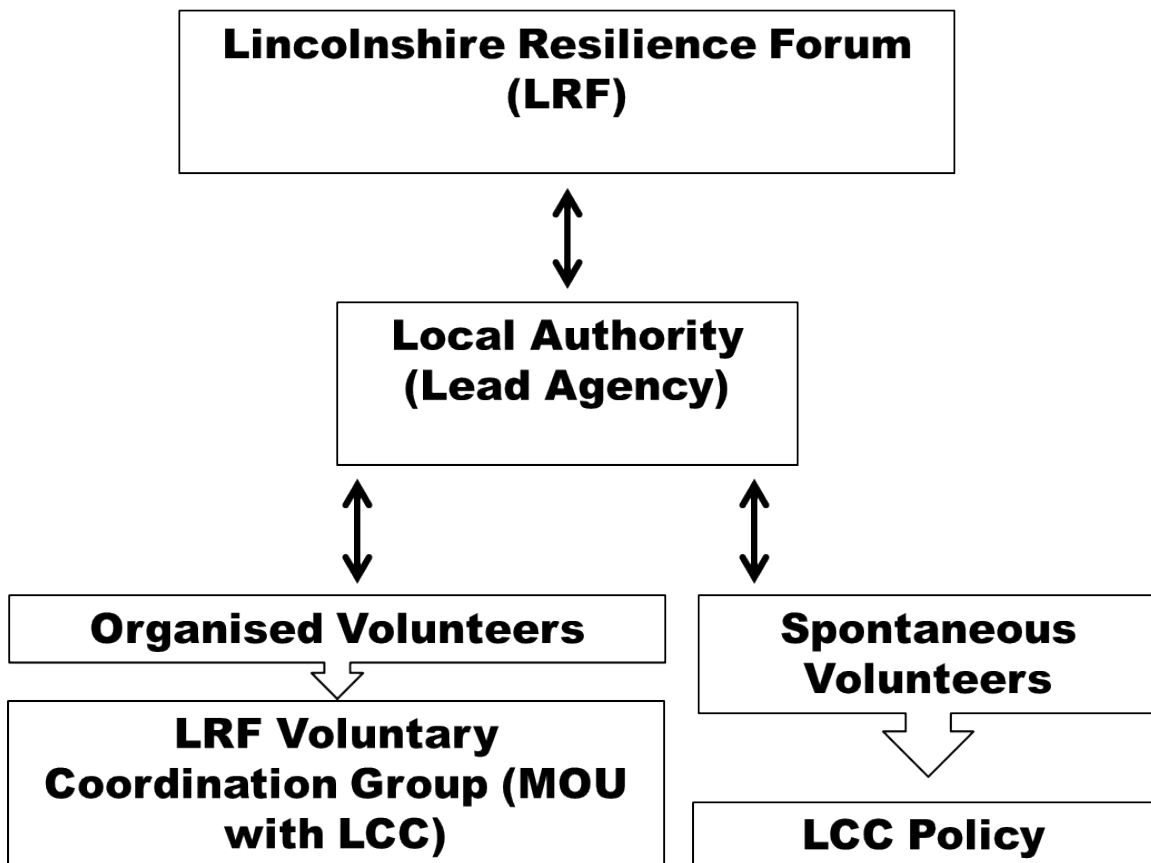 Lincolnshire Resilience Forum
(LRF)
Local Authority
(Lead Agency)
Organised Volunteers
LRF Voluntary
Coordination Group (MOU
with LCC)
Spontaneous
Volunteers
LCC Policy